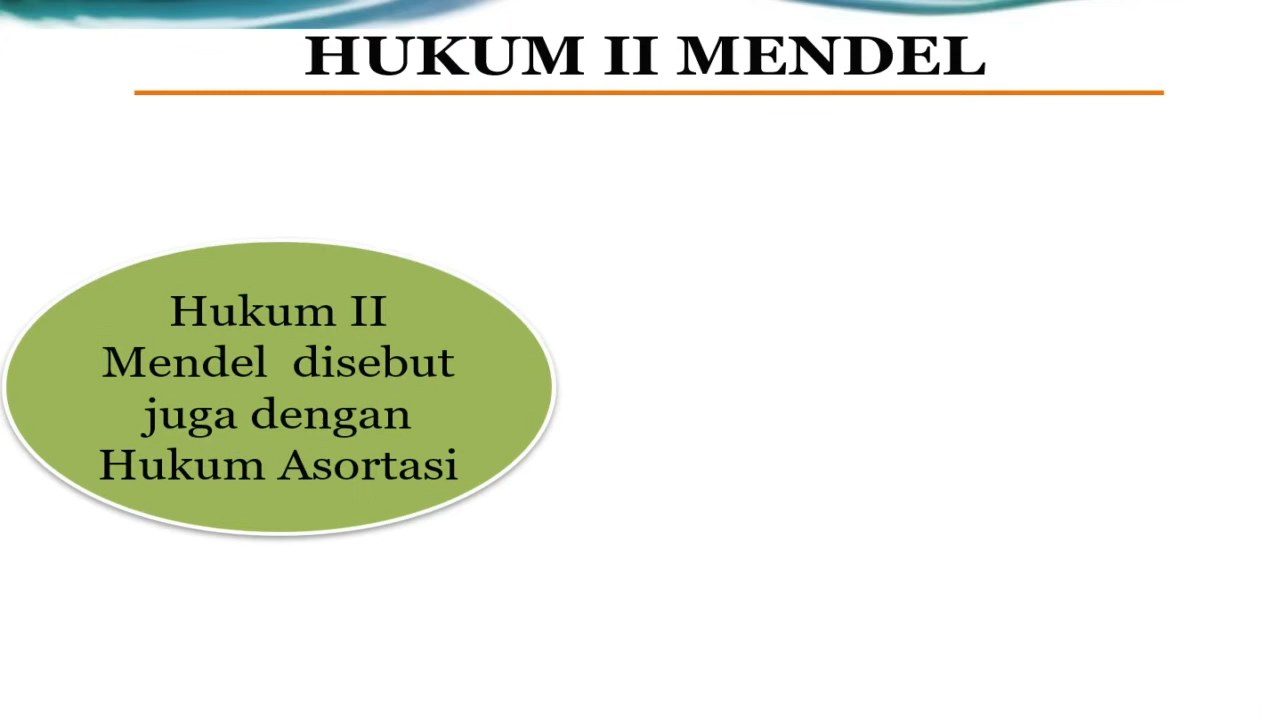 HUKUM II MENDEL
Hukum II
Mendel disebut
juga dengan
Hukum Asortasi